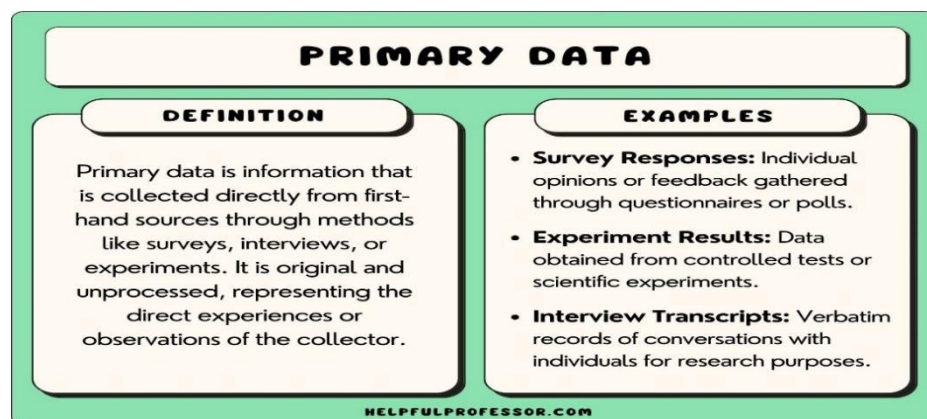 PRIMARY DATA
DEFINITION
Primary data is information that
is collected directly from first-
hand sources through methods
like surveys, interviews, or
experiments. It is original and
unprocessed, representing the
direct experiences or
observations of the collector.
EXAMPLES
• Survey Responses: Individual
opinions or feedback gathered
through questionnaires or polls.
• Experiment Results: Data
obtained from controlled tests or
scientific experiments.
• Interview Transcripts: Verbatim
records of conversations with
individuals for research purposes.
HELPFULPROFESSOR.COM